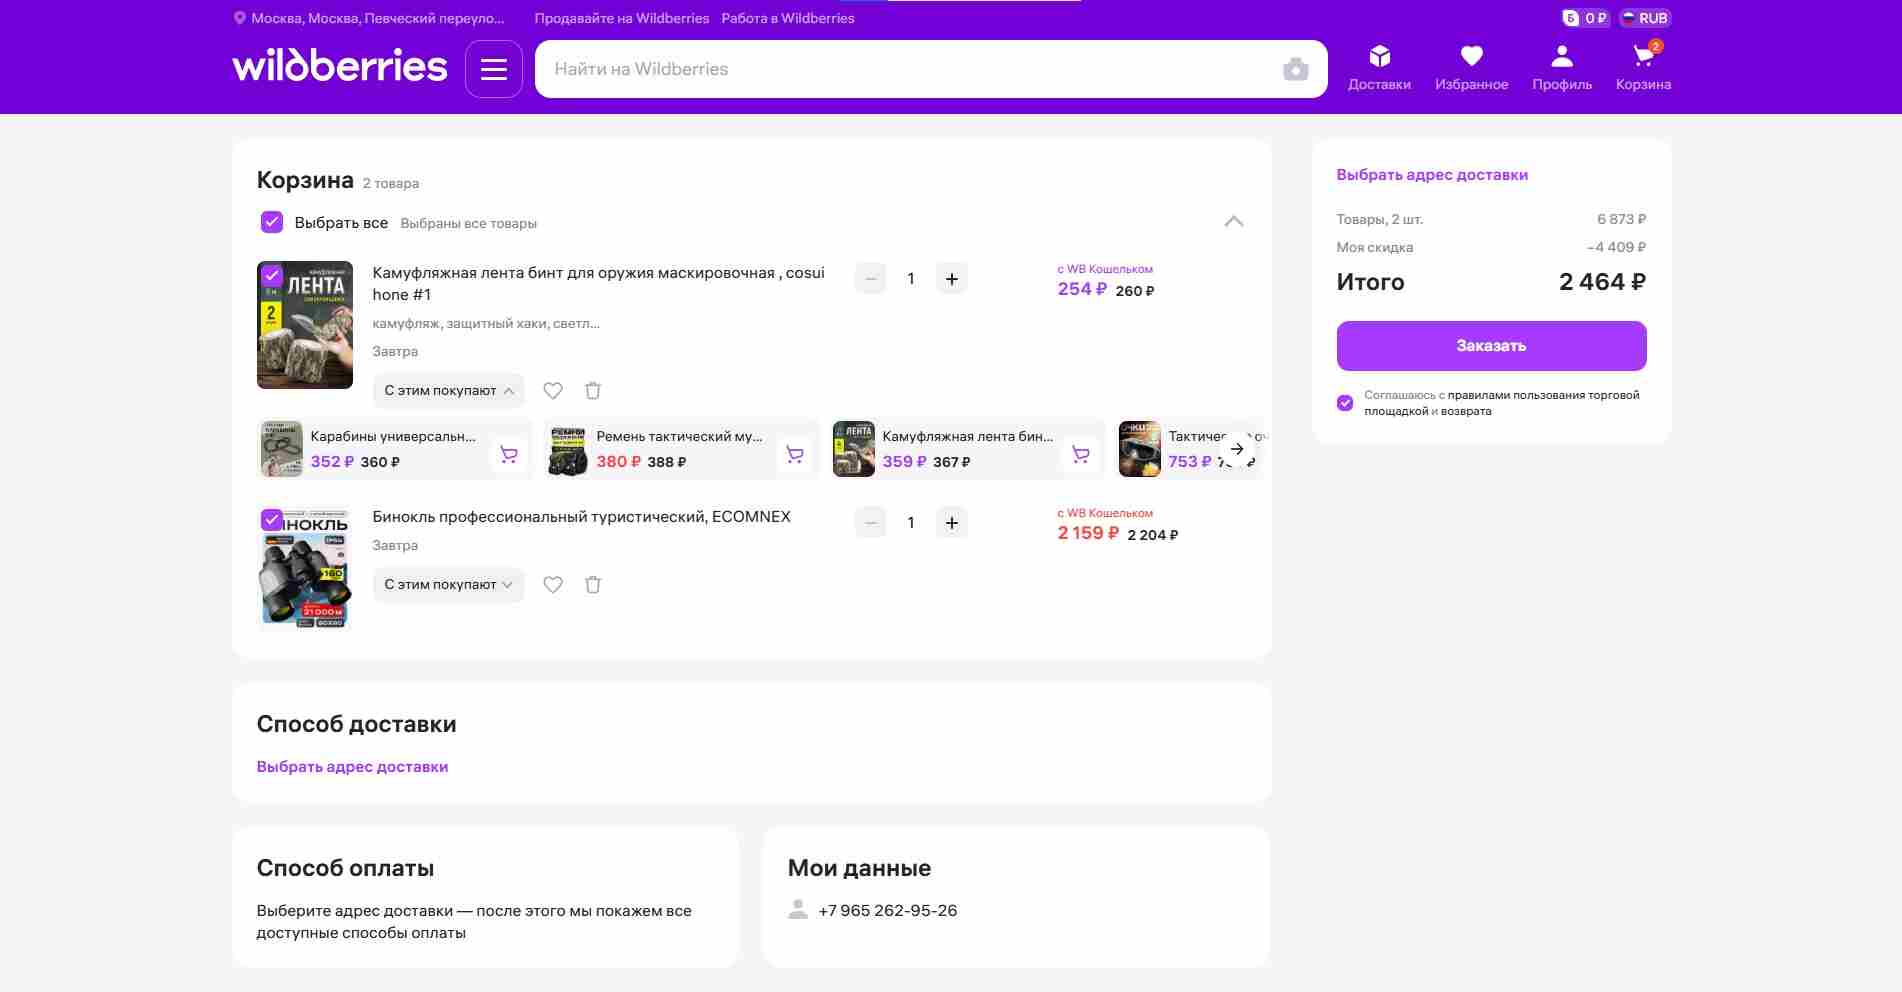 Москва, Москва, Певческий переуло...
Продавайте на Wildberries
Работа в Wildberries
Б 0 ₽
RUB
wildberries
Найти на Wildberries
Доставки
Избранное
Профиль
2
Корзина
Корзина 2 товара
Выбрать все Выбраны все товары
ЛЕНТА
2
Камуфляжная лента бинт для оружия маскировочная , cosui
hone #1
камуфляж, защитный хаки, светл...
Завтра
1
с WB Кошельком
254 ₽ 260 ₽
С этим покупают
Карабины универсальн...
352 ₽ 360 ₽
Ремень тактический му...
380 ₽ 388 ₽
ЛЕНТА
Камуфляжная лента бин...
359 ₽ 367 ₽
753 ₽
Бинокль профессиональный туристический, ECOMNEX
Завтра
1
с WB Кошельком
2 159 ₽ 2 204 ₽
С этим покупают
21 000 м
Выбрать адрес доставки
Товары, 2 шт. 6 873 ₽
Моя скидка −4 409 ₽
Итого 2 464 ₽
Заказать
Соглашаюсь с правилами пользования торговой
площадкой и возврата
Способ доставки
Выбрать адрес доставки
Способ оплаты
Выберите адрес доставки — после этого мы покажем все
доступные способы оплаты
Мои данные
+7 965 262-95-26